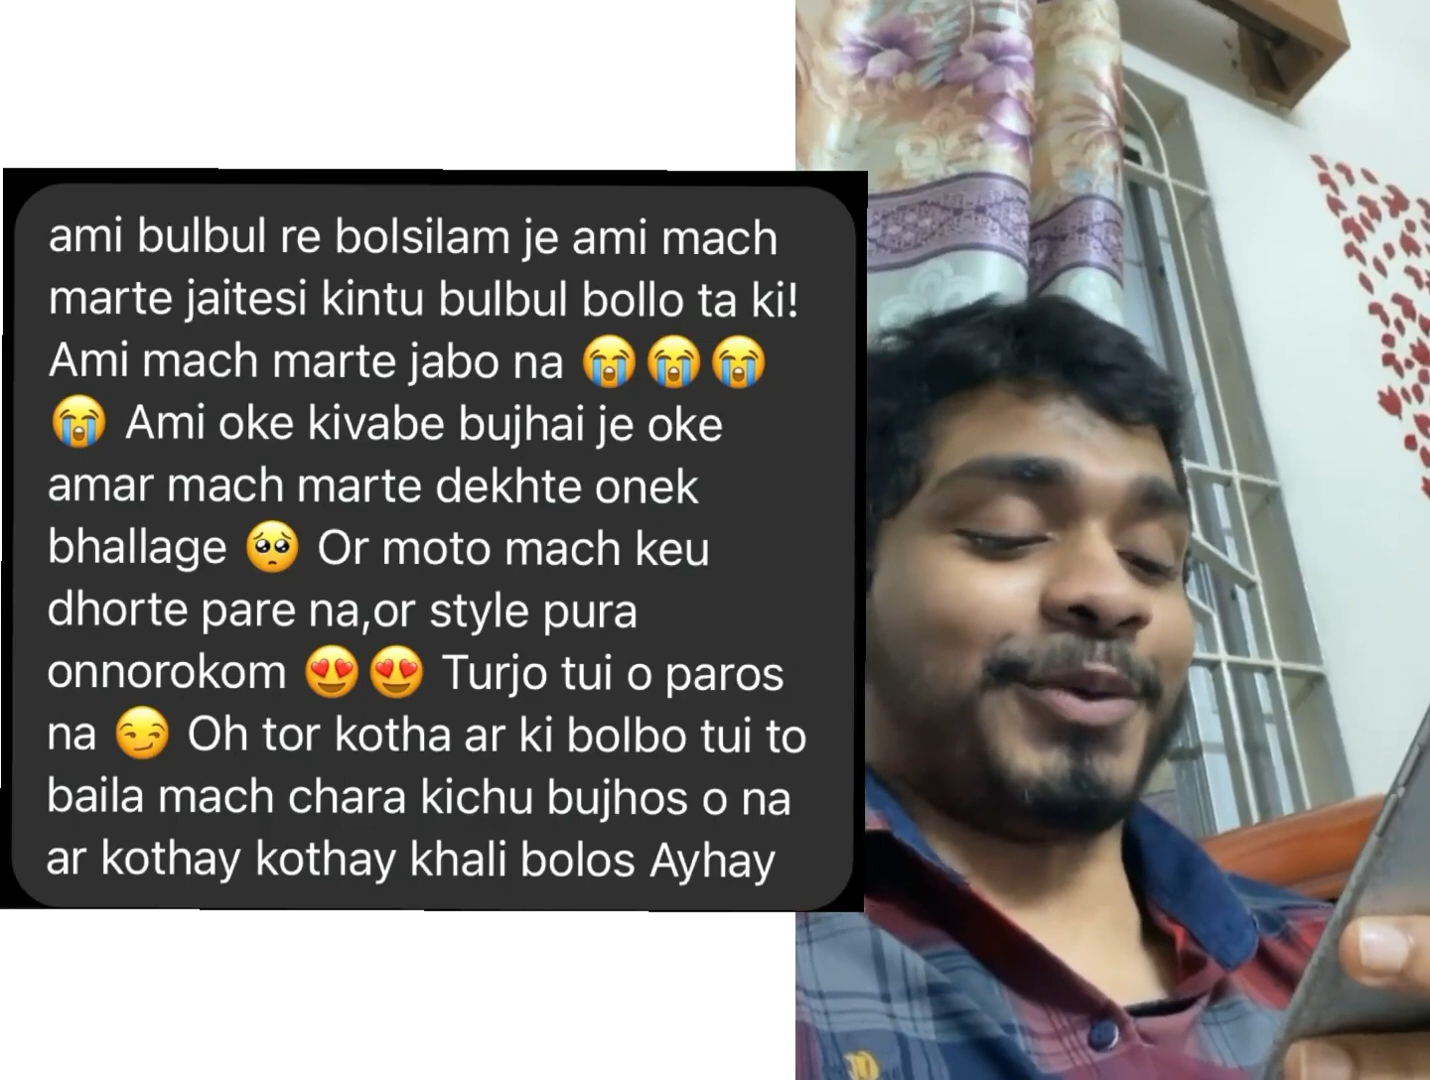 ami bulbul re bolsilam je ami mach
marte jaitesi kintu bulbul bollo ta ki!
Ami mach marte jabo na 😭😭😭
😭 Ami oke kivabe bujhai je oke
amar mach marte dekhte onek
bhallage 🥺 Or moto mach keu
dhorte pare na,or style pura
onnorokom 😍😍 Turjo tui o paros
na 😏 Oh tor kotha ar ki bolbo tui to
baila mach chara kichu bujhos o na
ar kothay kothay khali bolos Ayhay